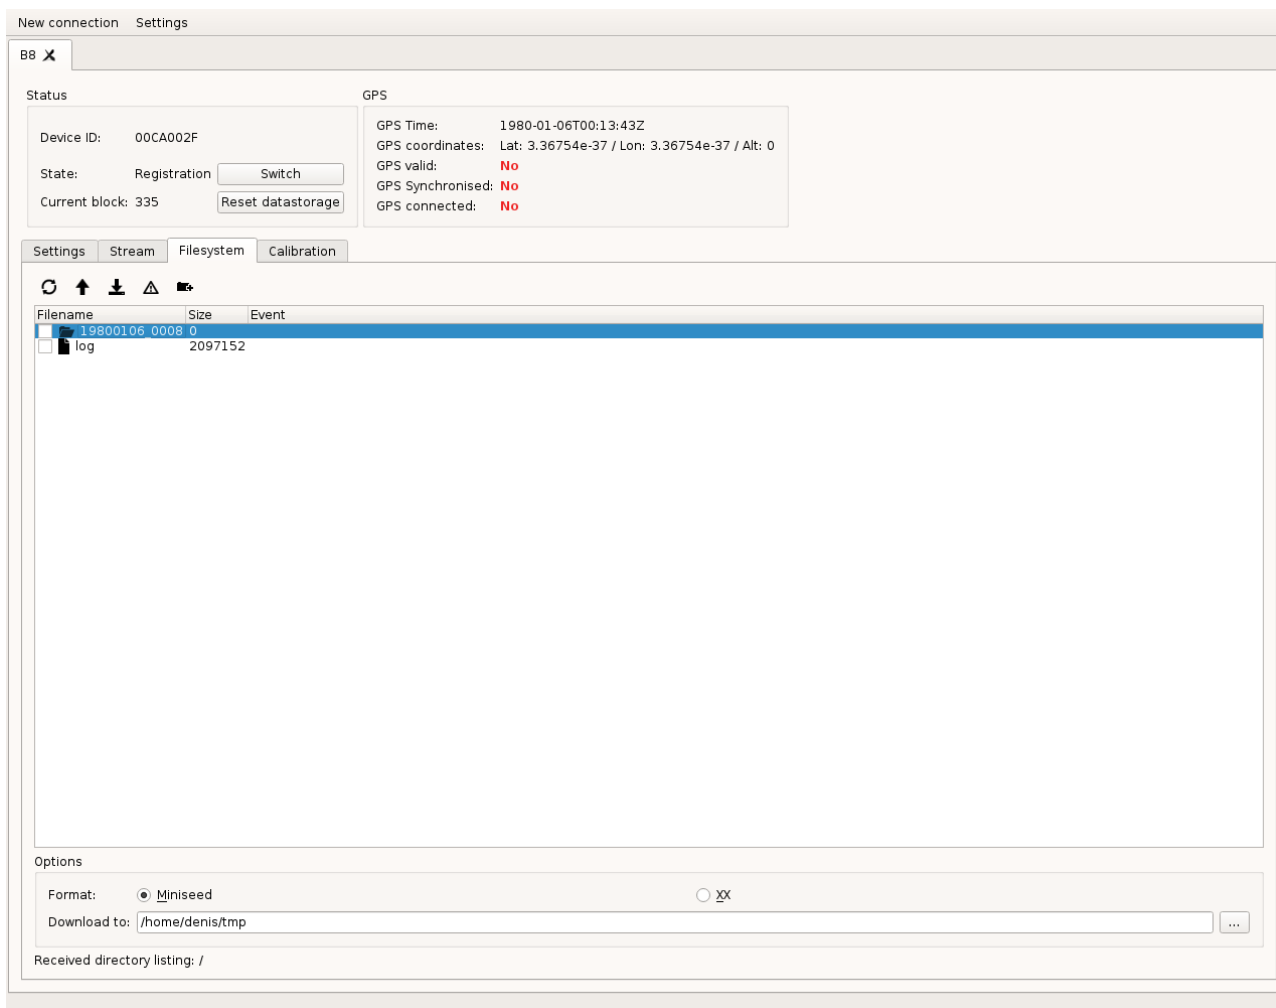 New connection Settings
B8
Status
Device ID: 00CA002F
State: Registration Switch
Current block: 335 Reset datastorage
GPS
GPS Time: 1980-01-06T00:13:43Z
GPS coordinates: Lat: 3.36754e-37 / Lon: 3.36754e-37 / Alt: 0
GPS valid: No
GPS Synchronised: No
GPS connected: No
Settings Stream Filesystem Calibration
Filename Size Event
19800106_0008 0
log 2097152
Options
Format: Miniseed XX
Download to: /home/denis/tmp ...
Received directory listing: /